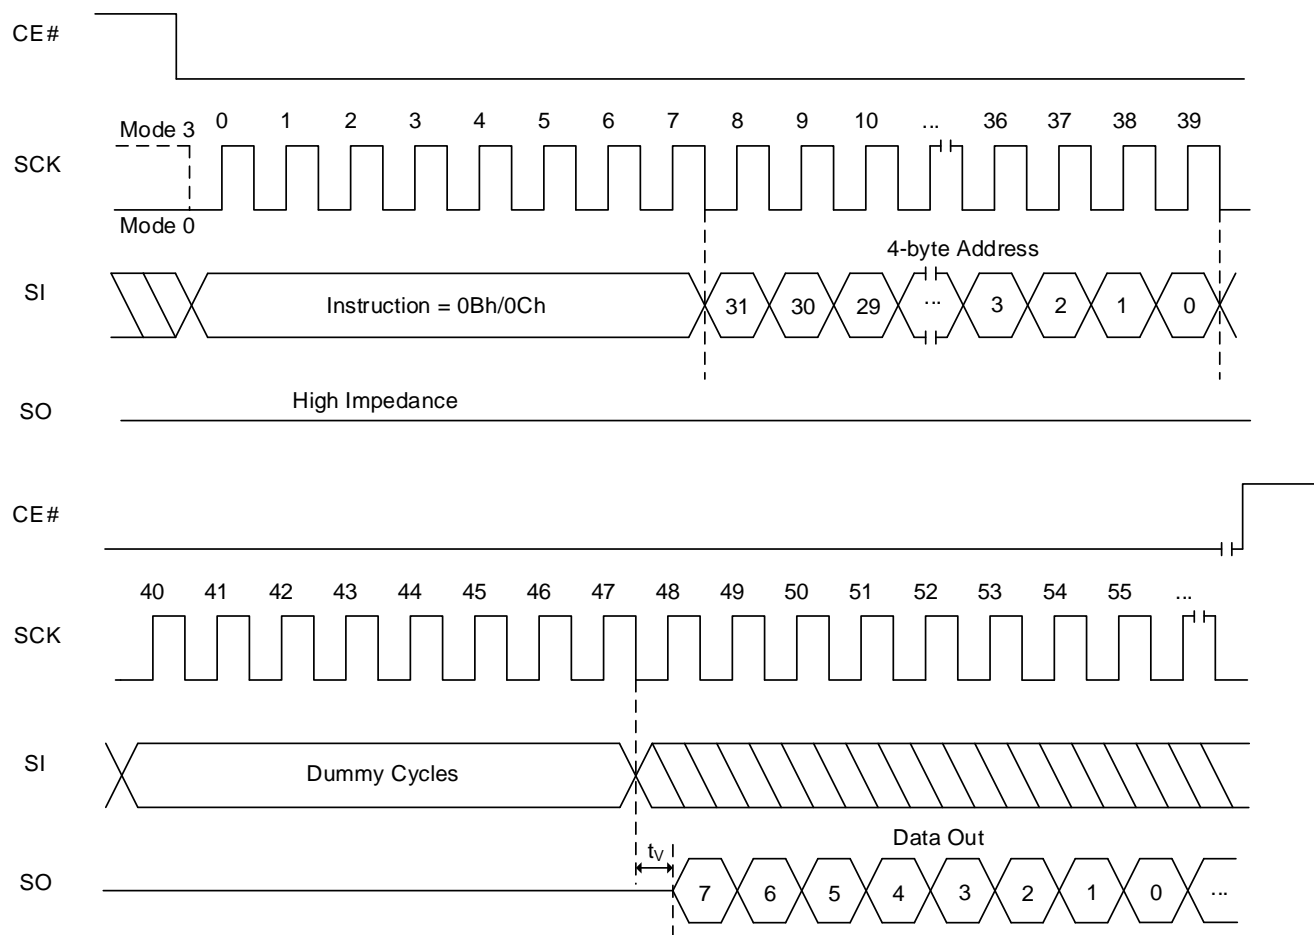 CE#
Mode 3
0 1 2 3 4 5 6 7 8 9 10 ... 36 37 38 39
SCK
Mode 0
4-byte Address
SI
Instruction = 0Bh/0Ch
31 30 29 ... 3 2 1 0
SO
High Impedance
CE#
40 41 42 43 44 45 46 47 48 49 50 51 52 53 54 55 ...
SCK
SI
Dummy Cycles
Data Out
tV
SO
7 6 5 4 3 2 1 0 ...